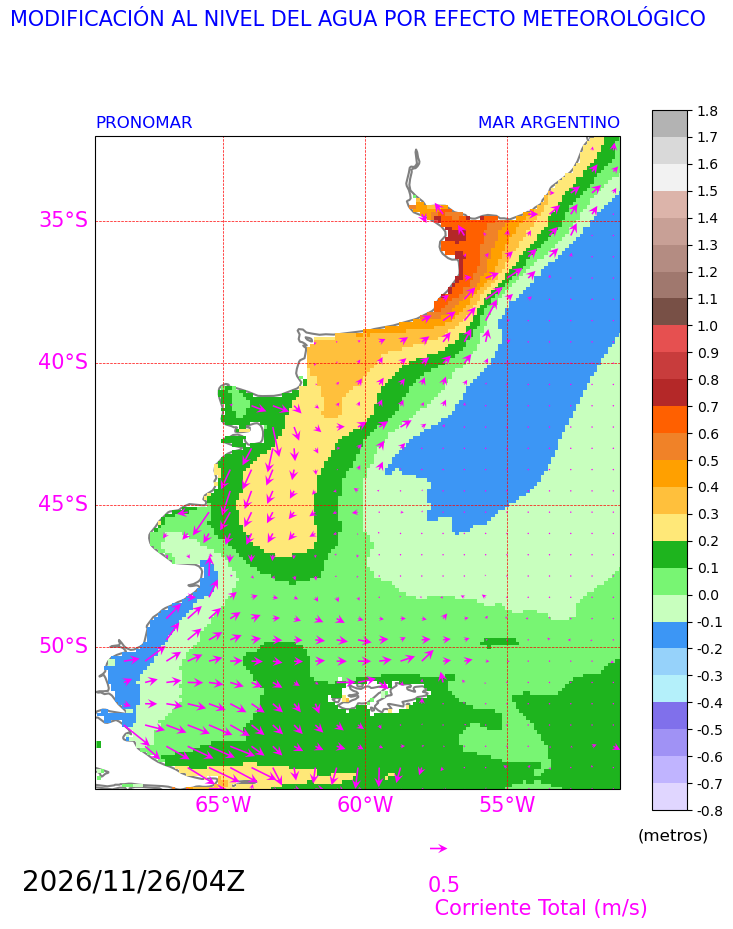 MODIFICACIÓN AL NIVEL DEL AGUA POR EFECTO METEOROLÓGICO
PRONOMAR
MAR ARGENTINO
35°S
40°S
45°S
50°S
65°W
60°W
55°W
1.8
1.7
1.6
1.5
1.4
1.3
1.2
1.1
1.0
0.9
0.8
0.7
0.6
0.5
0.4
0.3
0.2
0.1
0.0
-0.1
-0.2
-0.3
-0.4
-0.5
-0.6
-0.7
-0.8
(metros)
2026/11/26/04Z
0.5
Corriente Total (m/s)